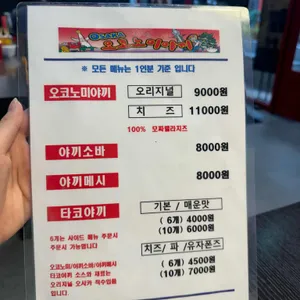 ※ 모든 메뉴는 1인분 기준 입니다
오코노미야끼 오리지널 9000원
치 즈 11000원
100% 모짜렐라치즈
야끼소바 8000원
야끼메시 8000원
타코야끼 기본 / 매운맛
( 6개) 4000원
(10개) 6000원
6개는 사이드 메뉴 주문시
주문시 가능합니다
치즈/ 파 /유자폰즈
( 6개) 4500원
(10개) 7000원
오코노미/야끼소바/야끼메시
타코야끼 소스와 재료는
오리지널 오사카 직수입품
입니다